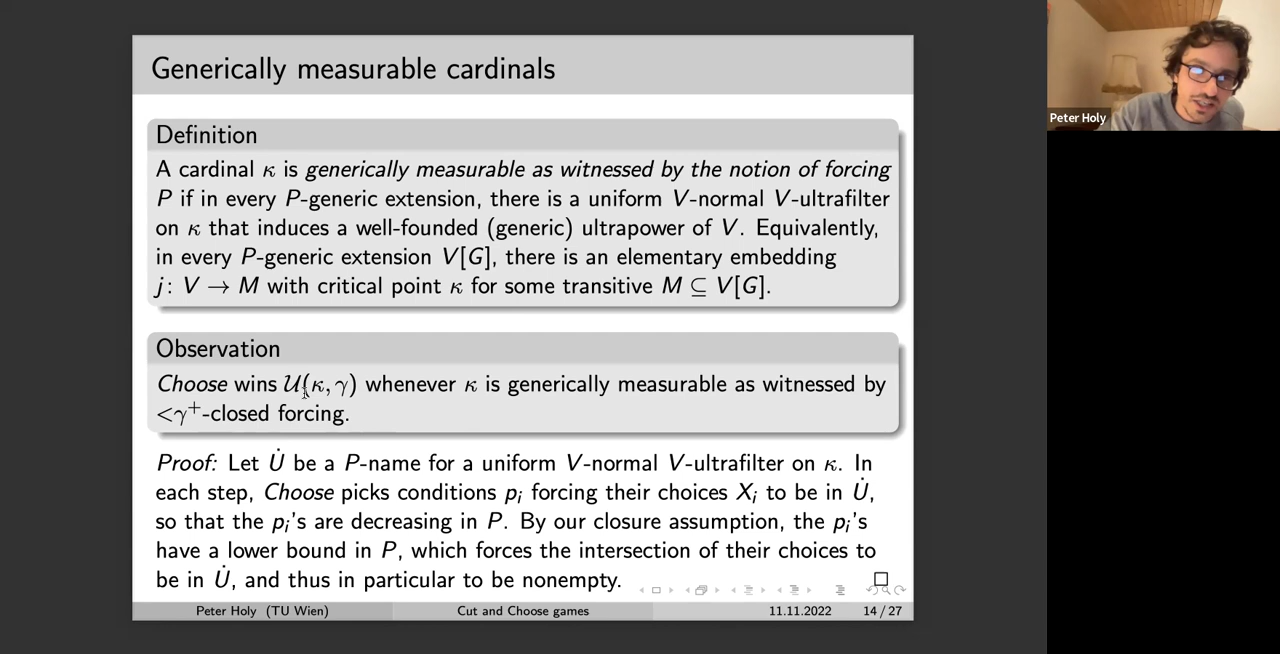 Generically measurable cardinals
Definition
A cardinal κ is generically measurable as witnessed by the notion of forcing
P if in every P-generic extension, there is a uniform V-normal V-ultrafilter
on κ that induces a well-founded (generic) ultrapower of V. Equivalently,
in every P-generic extension V[G], there is an elementary embedding
j: V → M with critical point κ for some transitive M ⊆ V[G].
Observation
Choose wins 𝒰(κ, γ) whenever κ is generically measurable as witnessed by
<γ⁺-closed forcing.
Proof: Let U̇ be a P-name for a uniform V-normal V-ultrafilter on κ. In
each step, Choose picks conditions pᵢ forcing their choices Xᵢ to be in U̇,
so that the pᵢ's are decreasing in P. By our closure assumption, the pᵢ's
have a lower bound in P, which forces the intersection of their choices to
be in U̇, and thus in particular to be nonempty. □
Peter Holy (TU Wien) Cut and Choose games 11.11.2022 14 / 27
Peter Holy